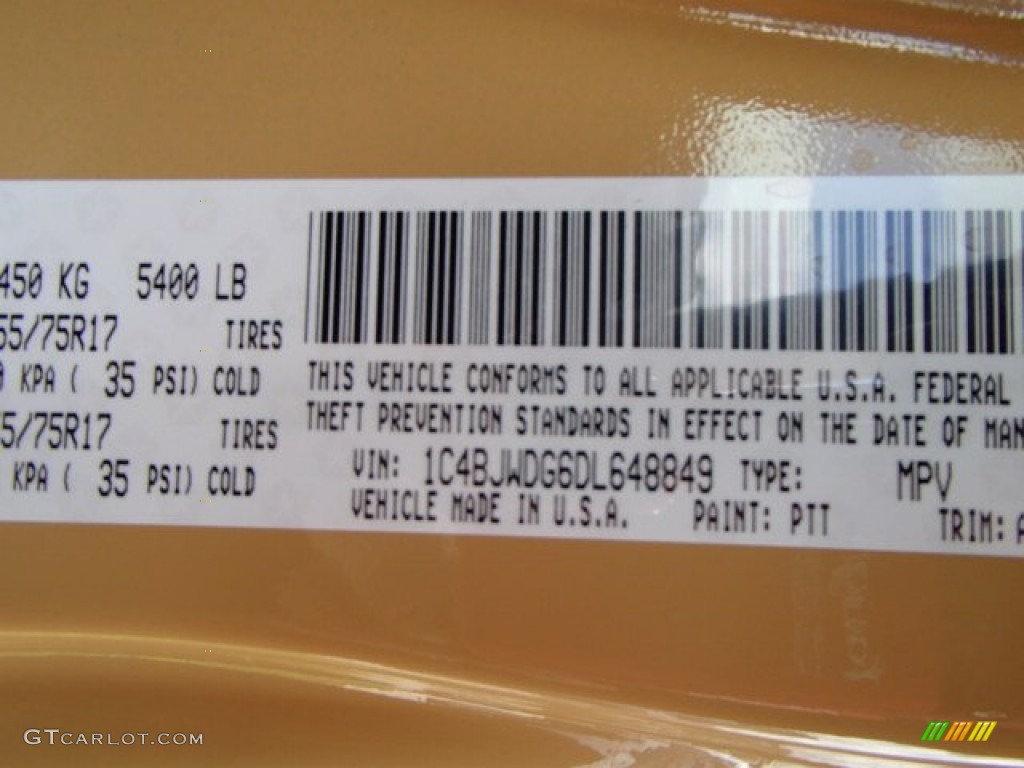 450 KG 5400 LB
55/75R17 TIRES
0 KPA ( 35 PSI) COLD
5/75R17 TIRES
KPA ( 35 PSI) COLD
THIS VEHICLE CONFORMS TO ALL APPLICABLE U.S.A. FEDERAL
THEFT PREVENTION STANDARDS IN EFFECT ON THE DATE OF MAN
VIN: 1C4BJWDG6DL648849 TYPE: MPV
VEHICLE MADE IN U.S.A. PAINT: PTT TRIM: A
GTCARLOT.COM